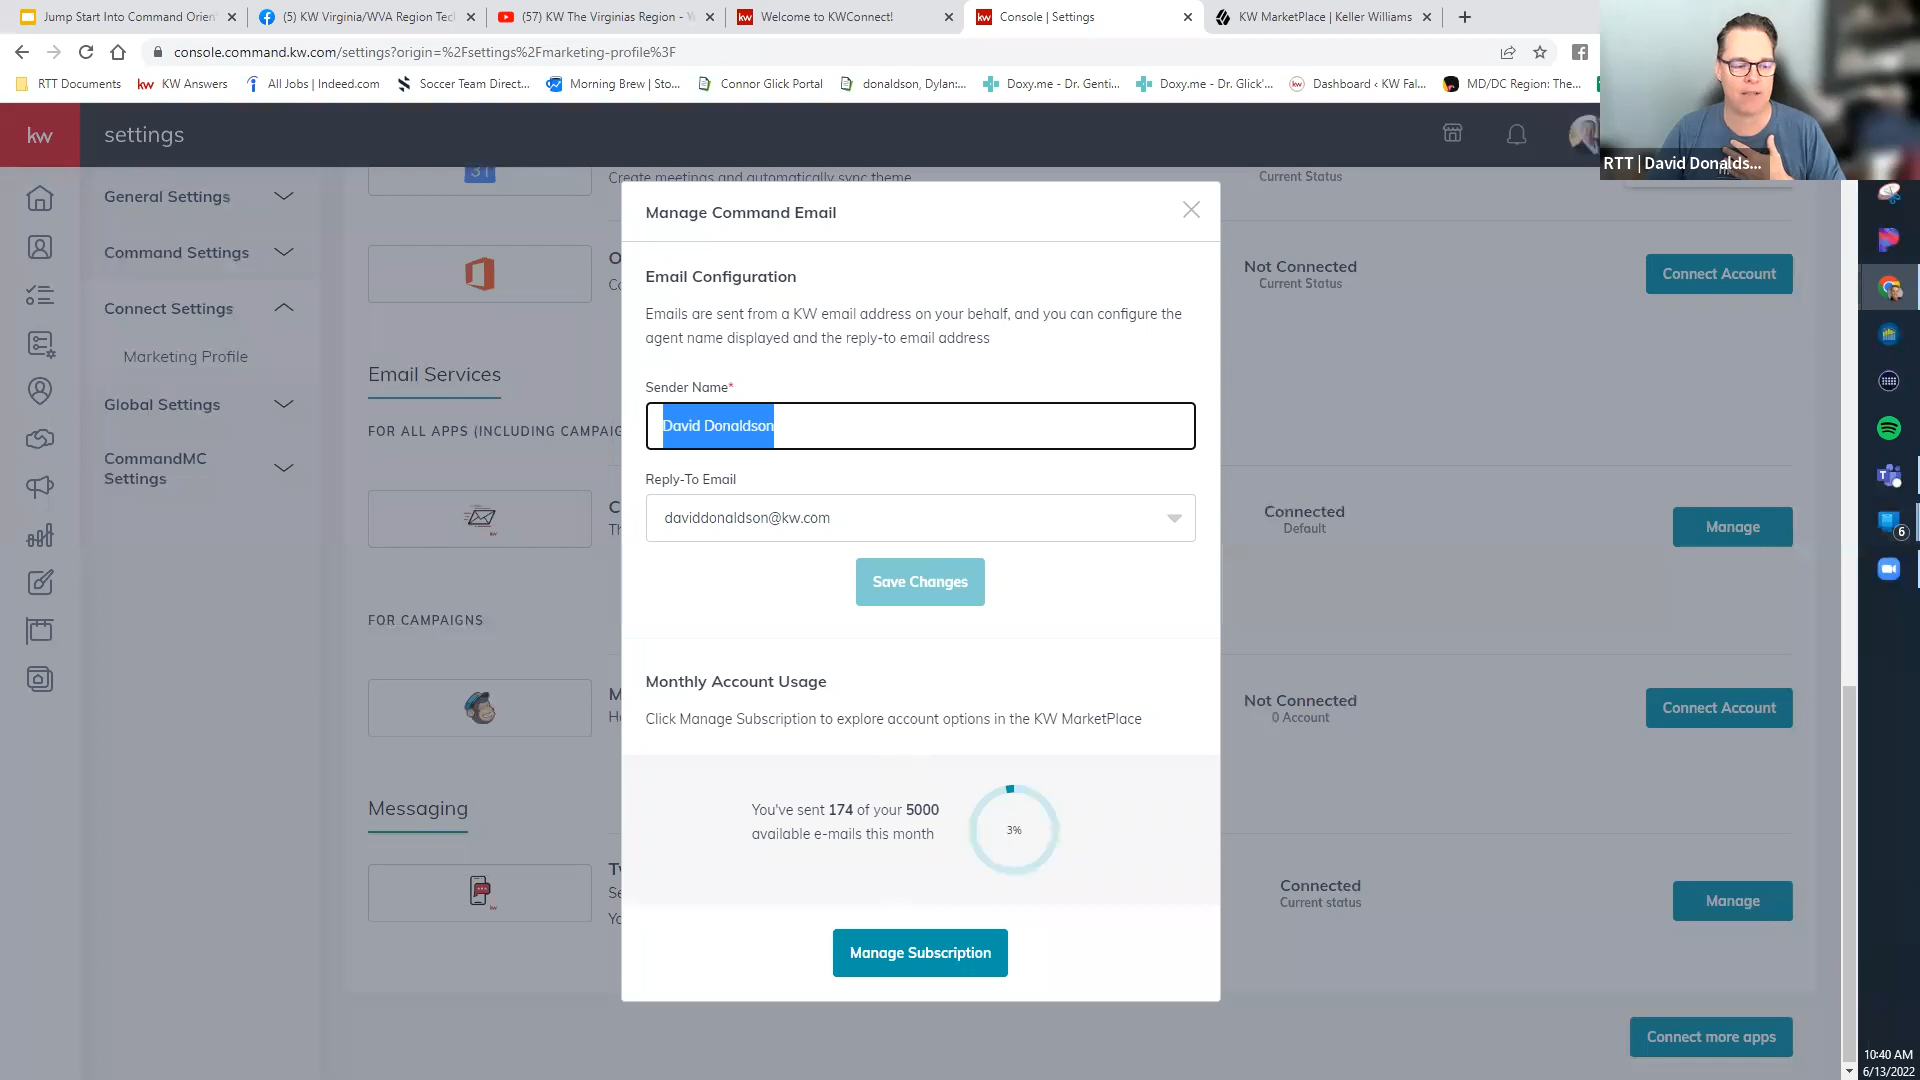 Jump Start Into Command Orien
(5) KW Virginia/WVA Region Tec
(57) KW The Virginias Region - Y
Welcome to KWConnect!
Console | Settings
KW MarketPlace | Keller Williams
console.command.kw.com/settings?origin=%2Fsettings%2Fmarketing-profile%3F
RTT Documents
KW Answers
All Jobs | Indeed.com
Soccer Team Direct...
Morning Brew | Sto...
Connor Glick Portal
donaldson, Dylan:...
Doxy.me - Dr. Genti...
Doxy.me - Dr. Glick'...
Dashboard ‹ KW Fal...
MD/DC Region: The...
RTT | David Donalds...
kw
settings
General Settings
Command Settings
Connect Settings
Marketing Profile
Global Settings
CommandMC
Settings
31
Create meetings and automatically sync theme
Current Status
Not Connected
Current Status
Connect Account
Email Services
FOR ALL APPS (INCLUDING CAMPAIG
Connected
Default
Manage
FOR CAMPAIGNS
Not Connected
0 Account
Connect Account
Messaging
Connected
Current status
Manage
Connect more apps
Manage Command Email
Email Configuration
Emails are sent from a KW email address on your behalf, and you can configure the
agent name displayed and the reply-to email address
Sender Name*
David Donaldson
Reply-To Email
daviddonaldson@kw.com
Save Changes
Monthly Account Usage
Click Manage Subscription to explore account options in the KW MarketPlace
You've sent 174 of your 5000
available e-mails this month
3%
Manage Subscription
6
10:40 AM
6/13/2022